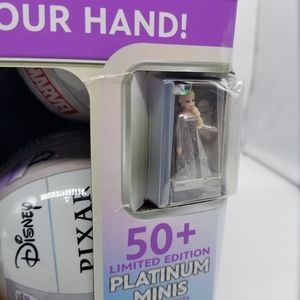 OUR HAND!
MARVEL
DISNEY
PIXAR
50+
LIMITED EDITION
PLATINUM
MINIS